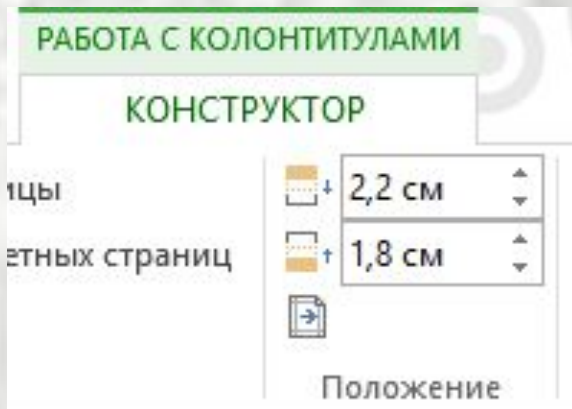 РАБОТА С КОЛОНТИТУЛАМИ
КОНСТРУКТОР
ицы
2,2 см
етных страниц
1,8 см
Положение